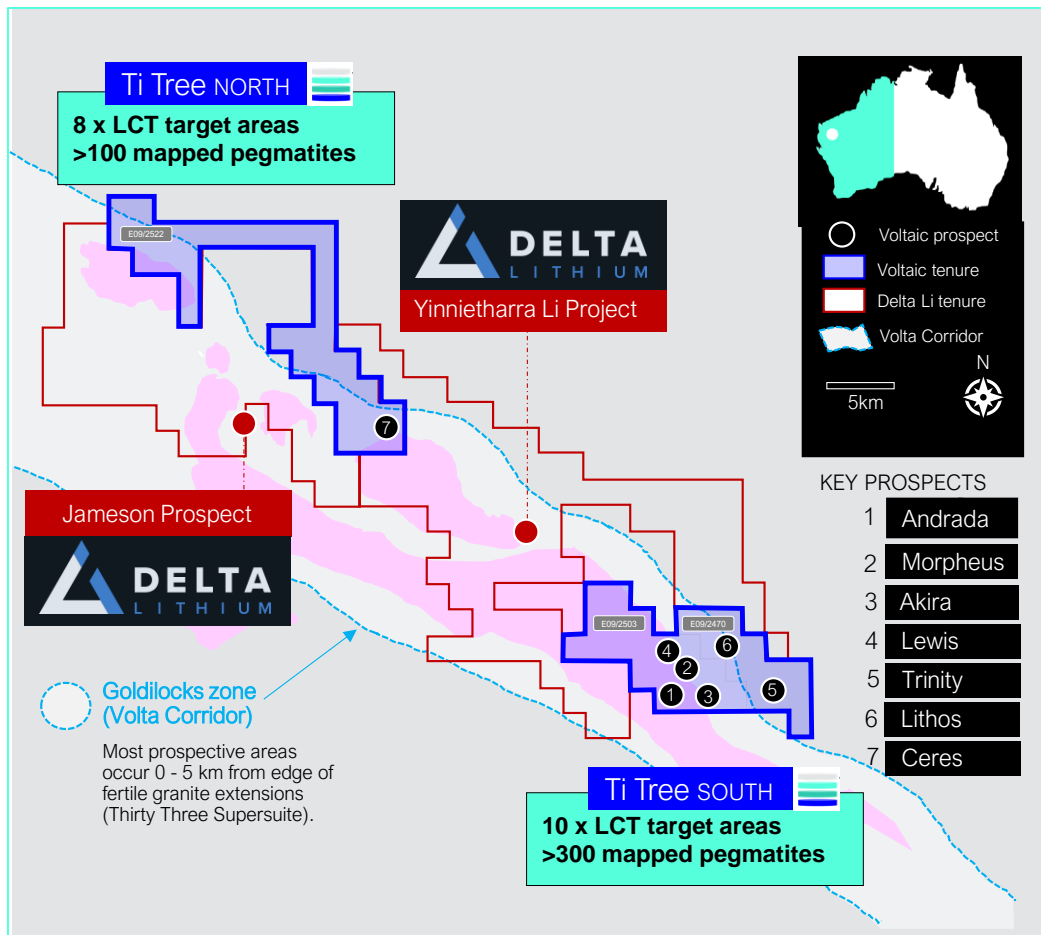 Ti Tree NORTH
8 x LCT target areas
>100 mapped pegmatites
E09/2522
DELTA
LITHIUM
Yinnietharra Li Project
Voltaic prospect
Voltaic tenure
Delta Li tenure
Volta Corridor
N
5km
7
Jameson Prospect
DELTA
LITHIUM
KEY PROSPECTS
1 Andrada
2 Morpheus
3 Akira
4 Lewis
5 Trinity
6 Lithos
7 Ceres
E09/2503
E09/2470
4
6
2
1
3
5
Goldilocks zone
(Volta Corridor)
Most prospective areas
occur 0 - 5 km from edge of
fertile granite extensions
(Thirty Three Supersuite).
Ti Tree SOUTH
10 x LCT target areas
>300 mapped pegmatites